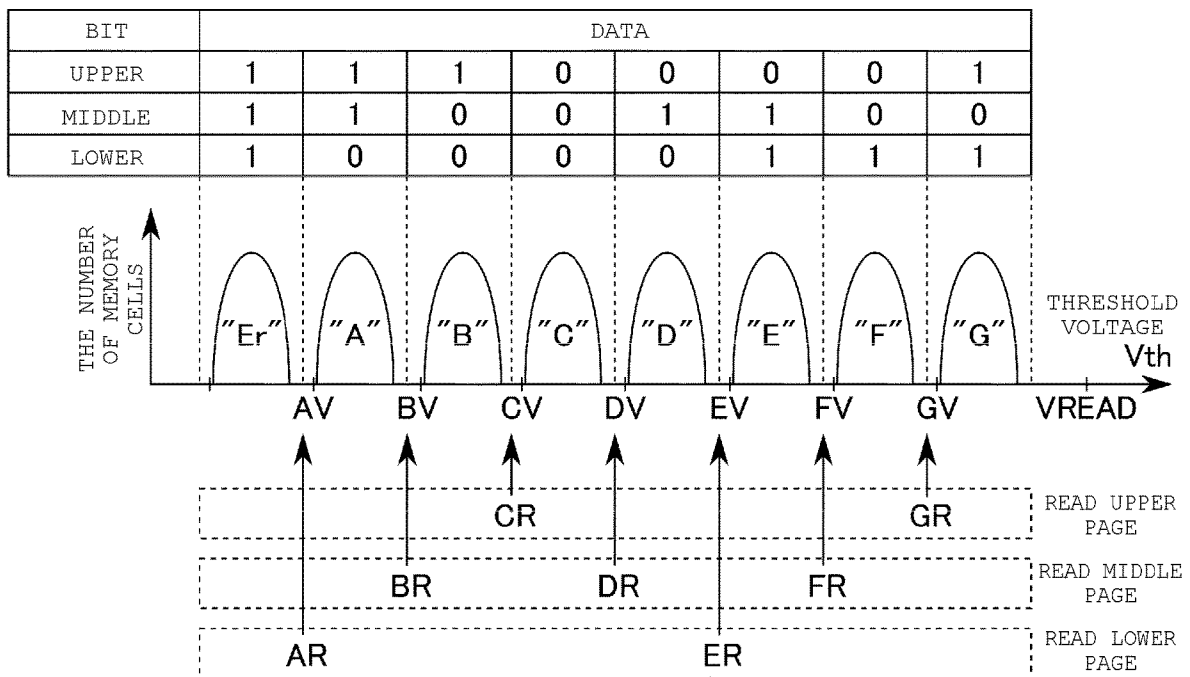 BIT DATA
UPPER 1 1 1 0 0 0 0 1
MIDDLE 1 1 0 0 1 1 0 0
LOWER 1 0 0 0 0 1 1 1
THE NUMBER
OF MEMORY
CELLS
"Er" "A" "B" "C" "D" "E" "F" "G"
THRESHOLD
VOLTAGE
Vth
AV BV CV DV EV FV GV VREAD
CR GR
READ UPPER
PAGE
BR DR FR
READ MIDDLE
PAGE
AR ER
READ LOWER
PAGE